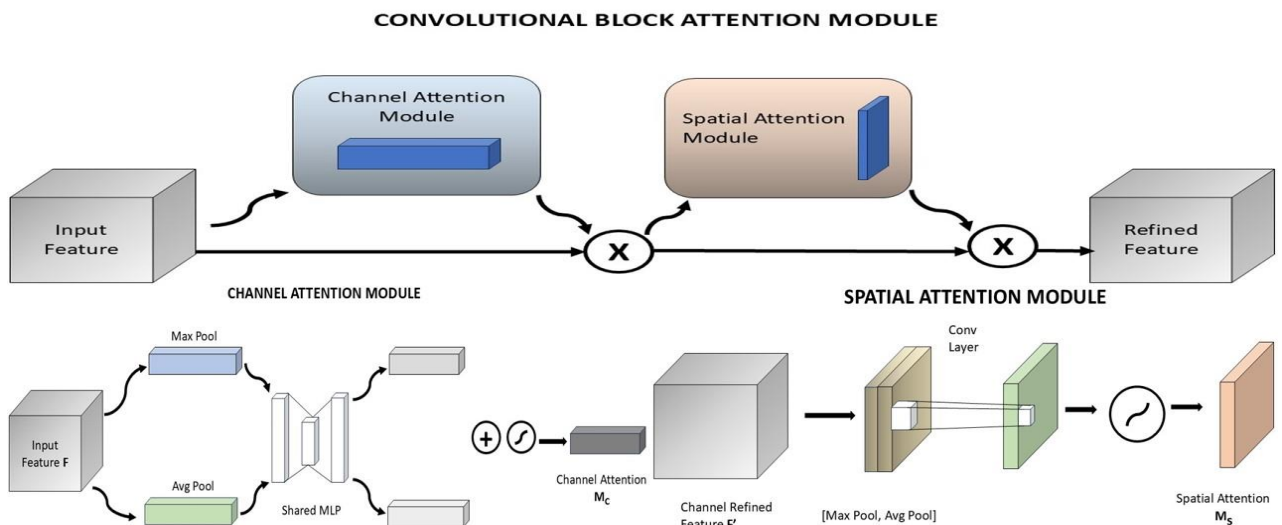 CONVOLUTIONAL BLOCK ATTENTION MODULE
Channel Attention
Module
Spatial Attention
Module
Input
Feature
X
X
Refined
Feature
CHANNEL ATTENTION MODULE
SPATIAL ATTENTION MODULE
Max Pool
Input
Feature F
Avg Pool
Shared MLP
+
Channel Attention
Mc
Channel Refined
Feature F'
Conv
Layer
[Max Pool, Avg Pool]
Spatial Attention
Ms